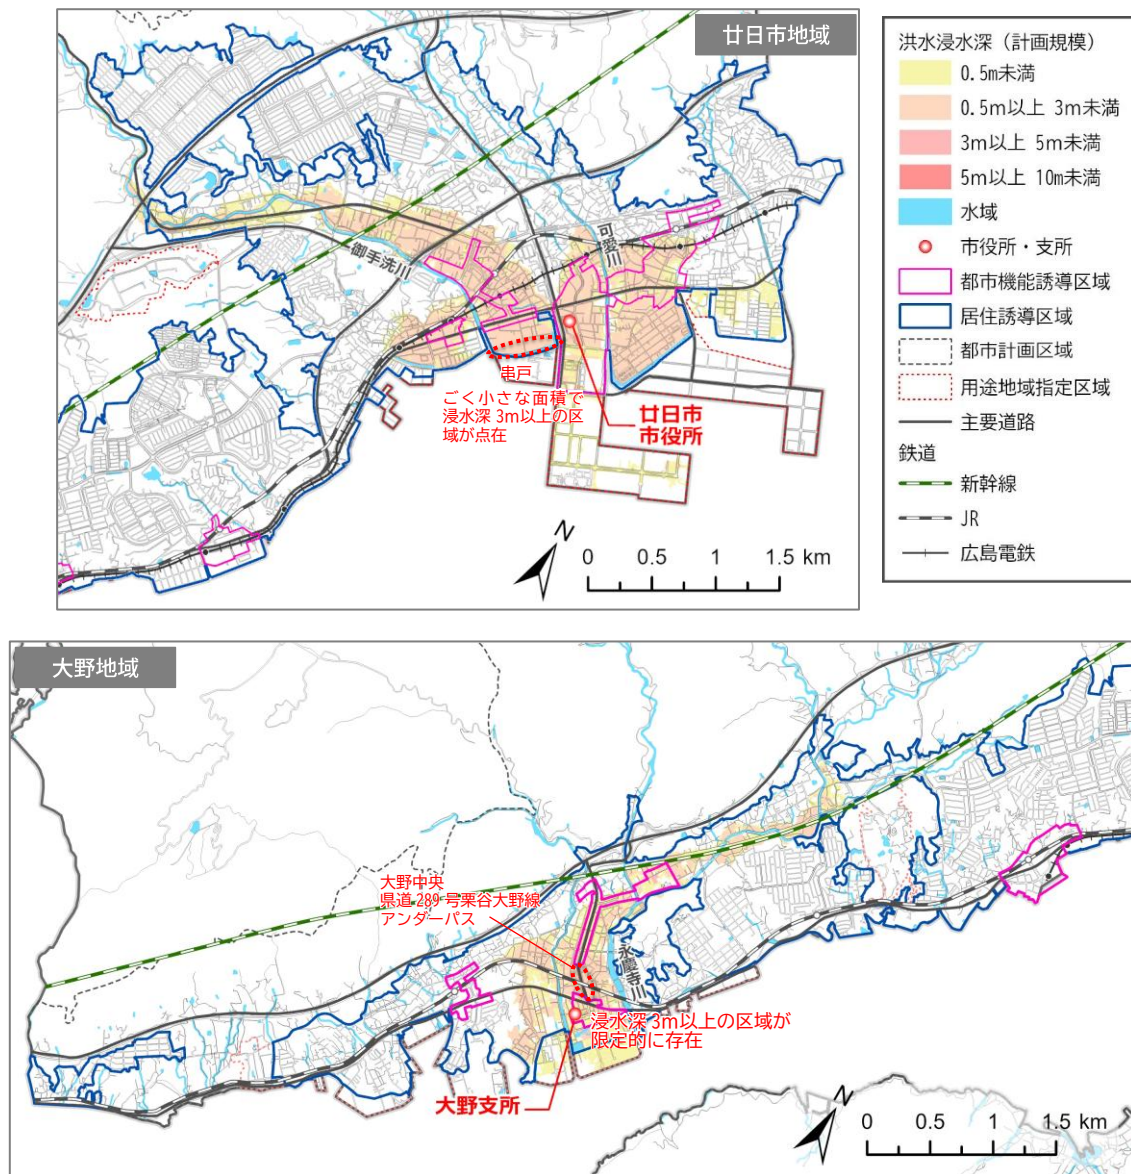 廿日市地域
御手洗川
可愛川
串戸
ごく小さな面積で
浸水深 3m以上の区
域が点在
廿日市
市役所
N
0 0.5 1 1.5 km
洪水浸水深（計画規模）
0.5m未満
0.5m以上 3m未満
3m以上 5m未満
5m以上 10m未満
水域
市役所・支所
都市機能誘導区域
居住誘導区域
都市計画区域
用途地域指定区域
主要道路
鉄道
新幹線
JR
広島電鉄
大野地域
大野中央
県道 289 号栗谷大野線
アンダーパス
永慶寺川
浸水深 3m以上の区域が
限定的に存在
大野支所
N
0 0.5 1 1.5 km